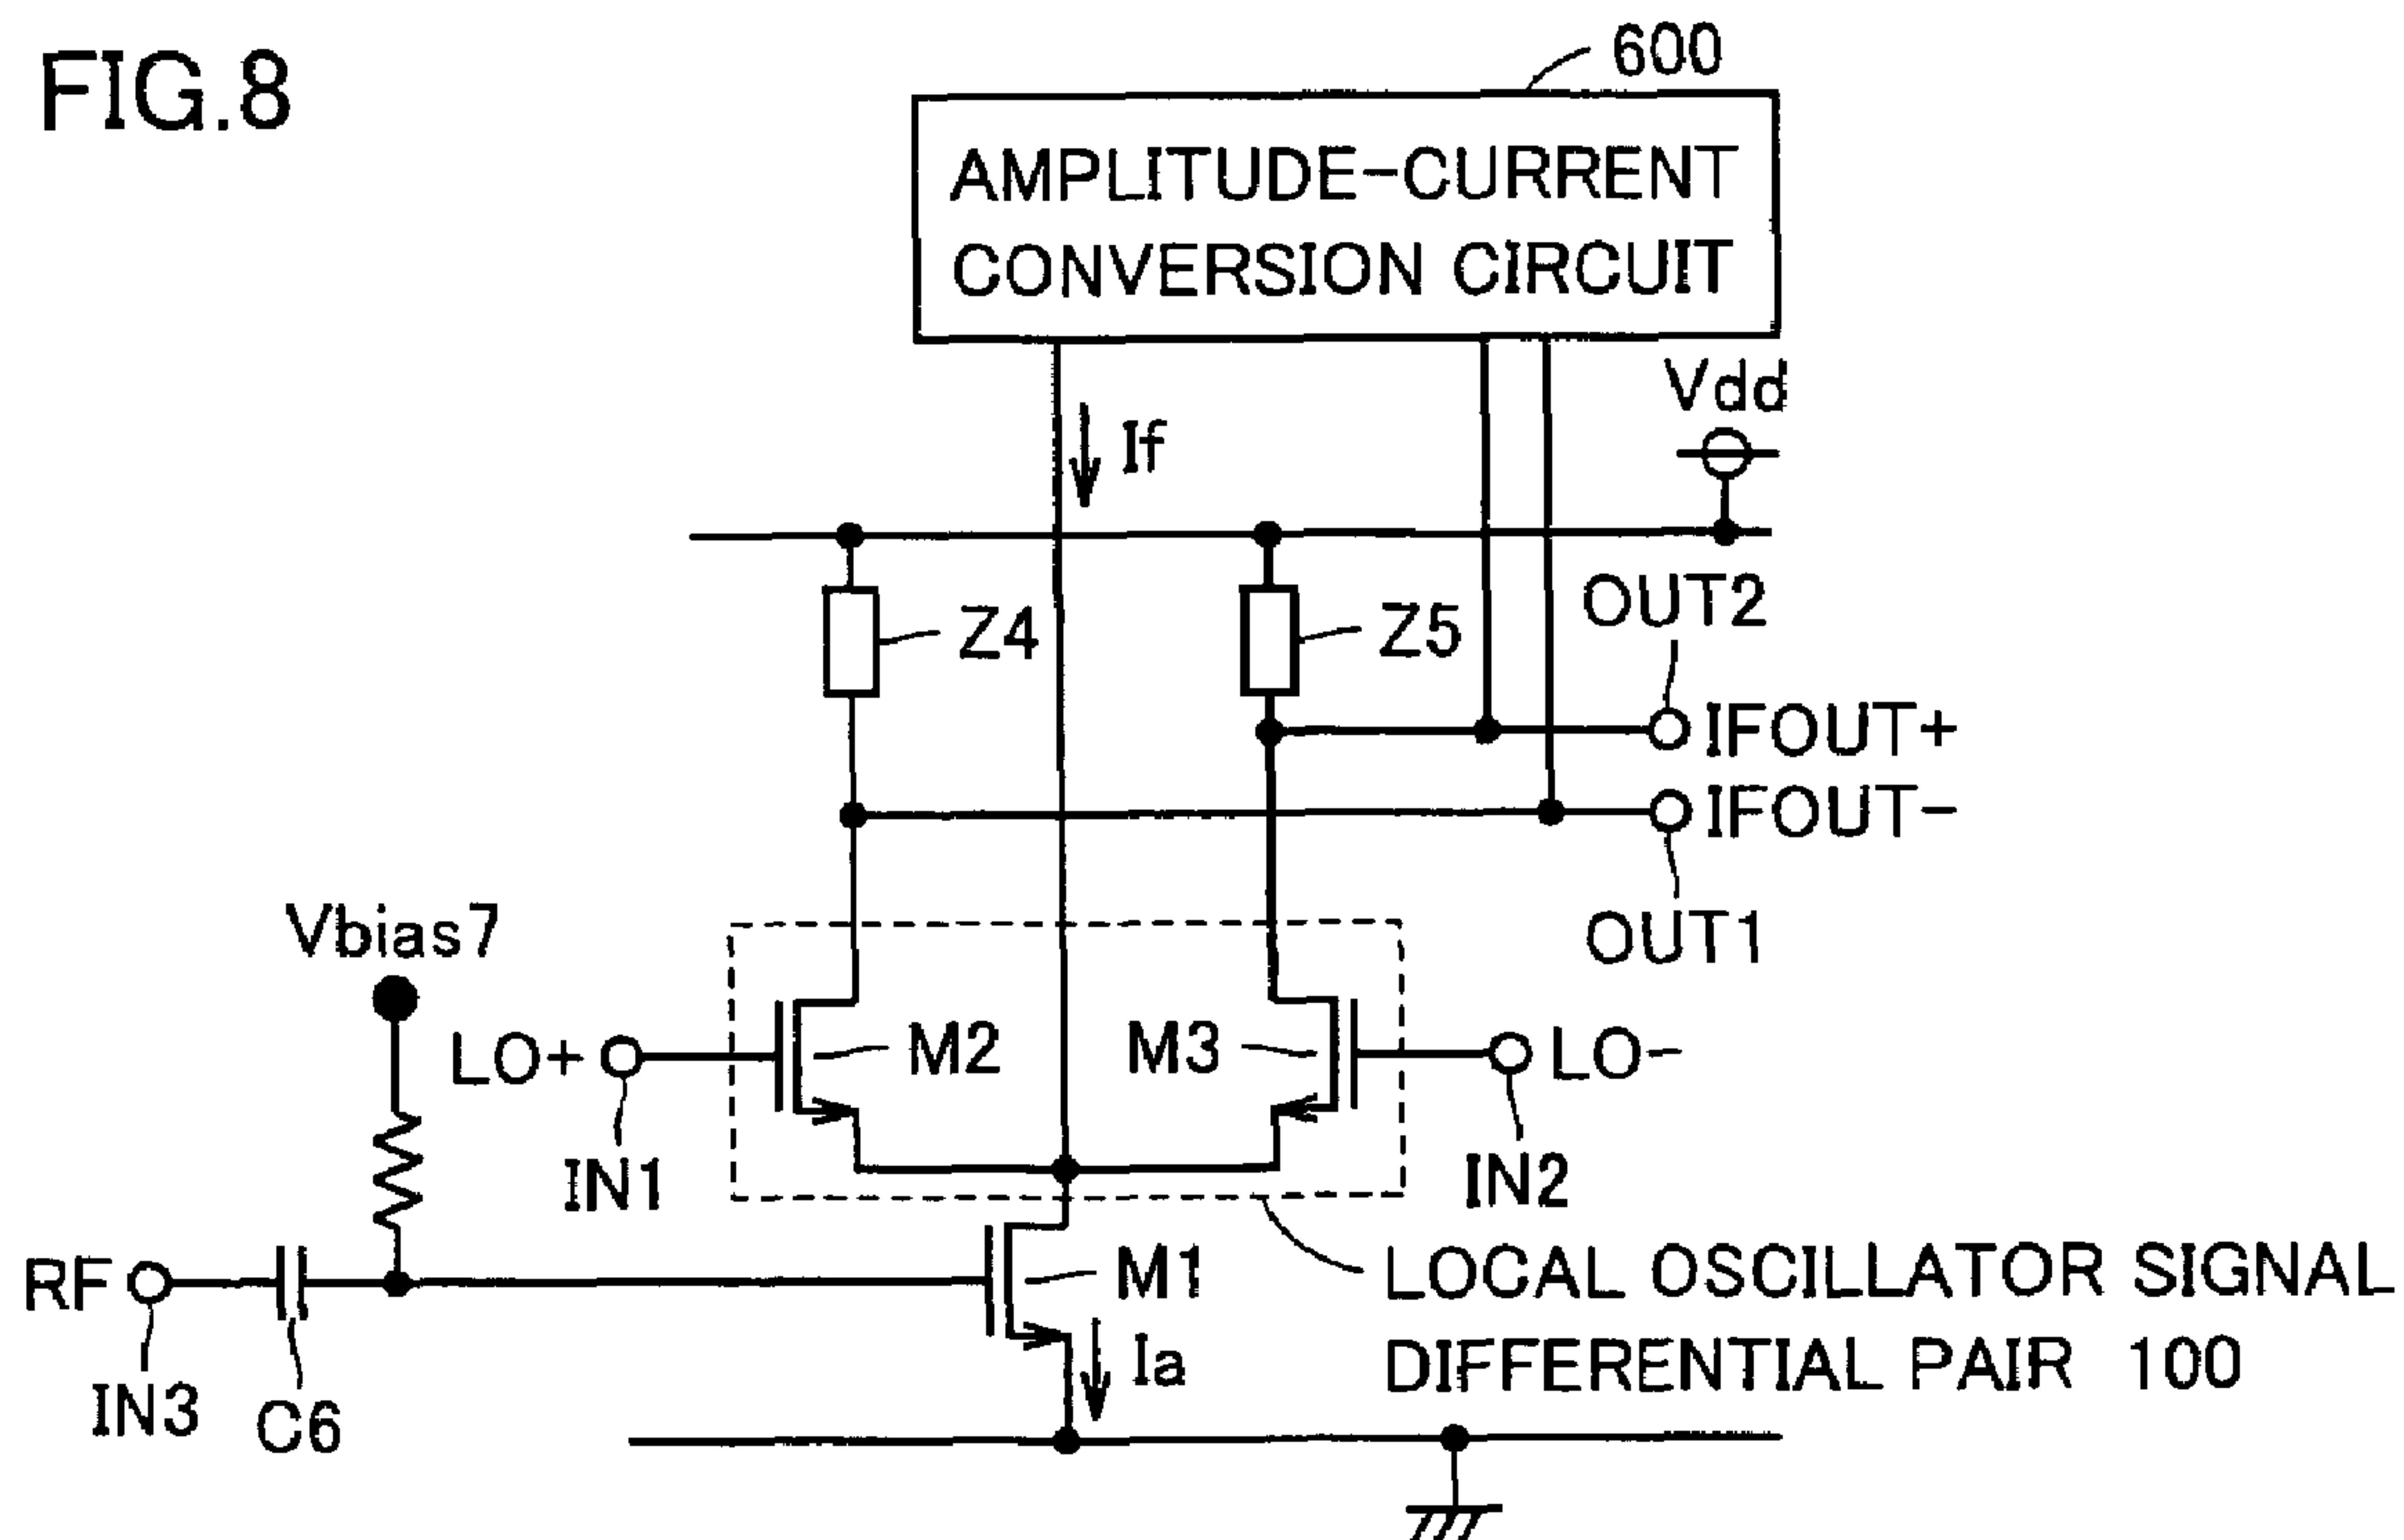 FIG.8
600
AMPLITUDE-CURRENT
CONVERSION CIRCUIT
Vdd
If
Z4
Z5
OUT2
IFOUT+
IFOUT-
OUT1
Vbias7
LO+
M2
M3
LO-
IN1
IN2
RF
M1
LOCAL OSCILLATOR SIGNAL
DIFFERENTIAL PAIR 100
Ia
IN3
C6